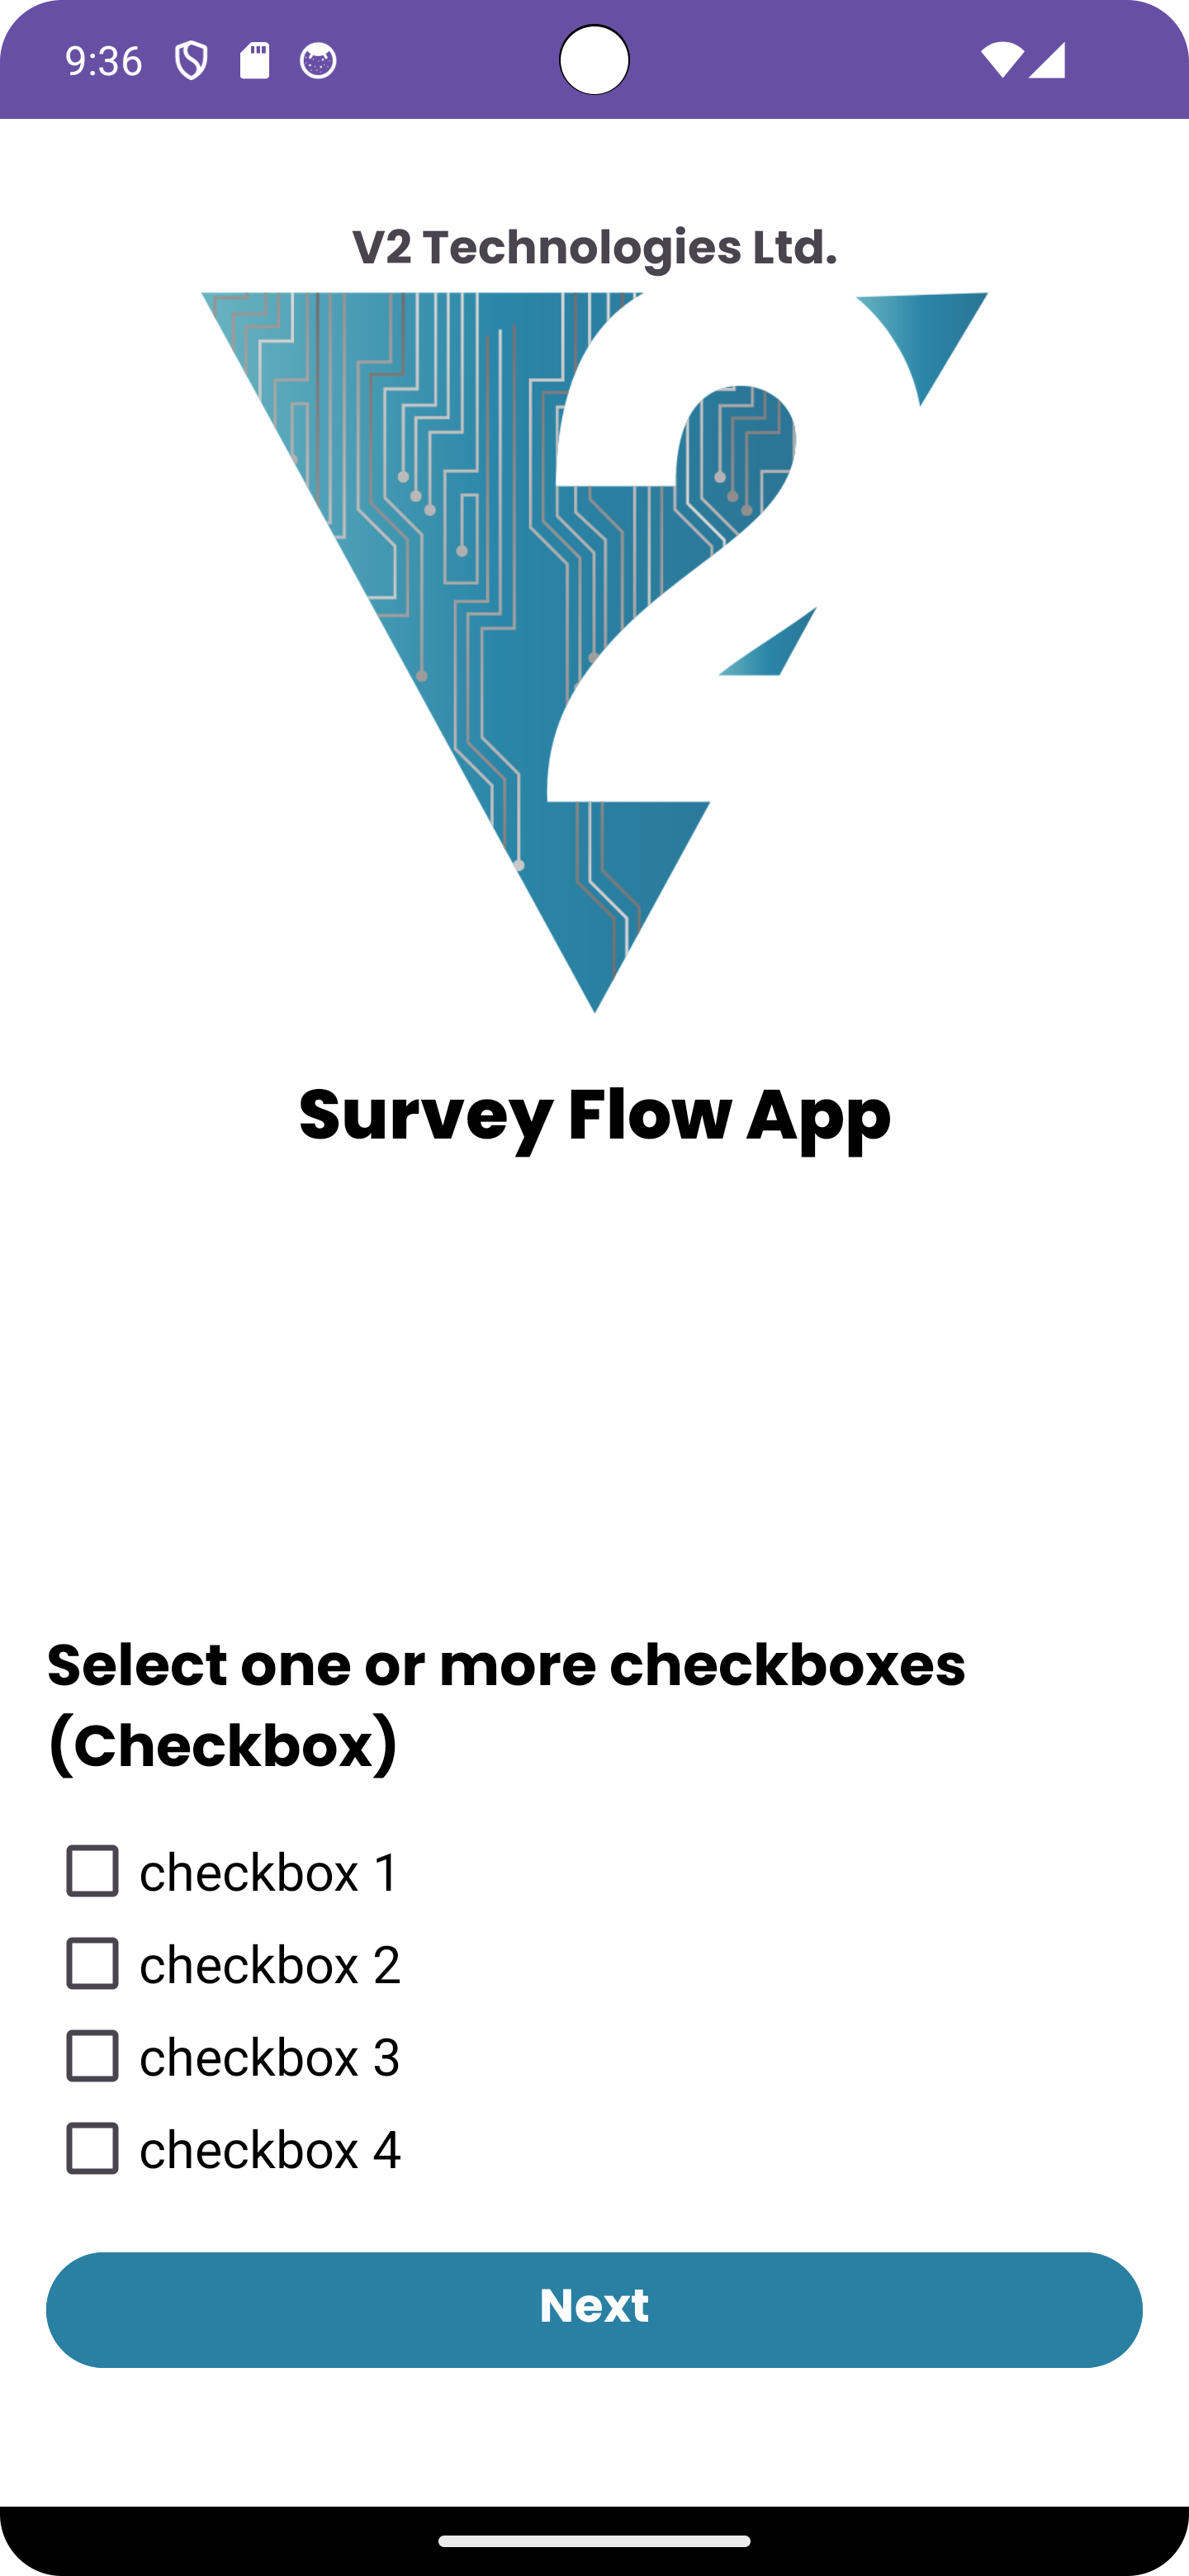 9:36
V2 Technologies Ltd.
2
Survey Flow App
Select one or more checkboxes
(Checkbox)
checkbox 1
checkbox 2
checkbox 3
checkbox 4
Next